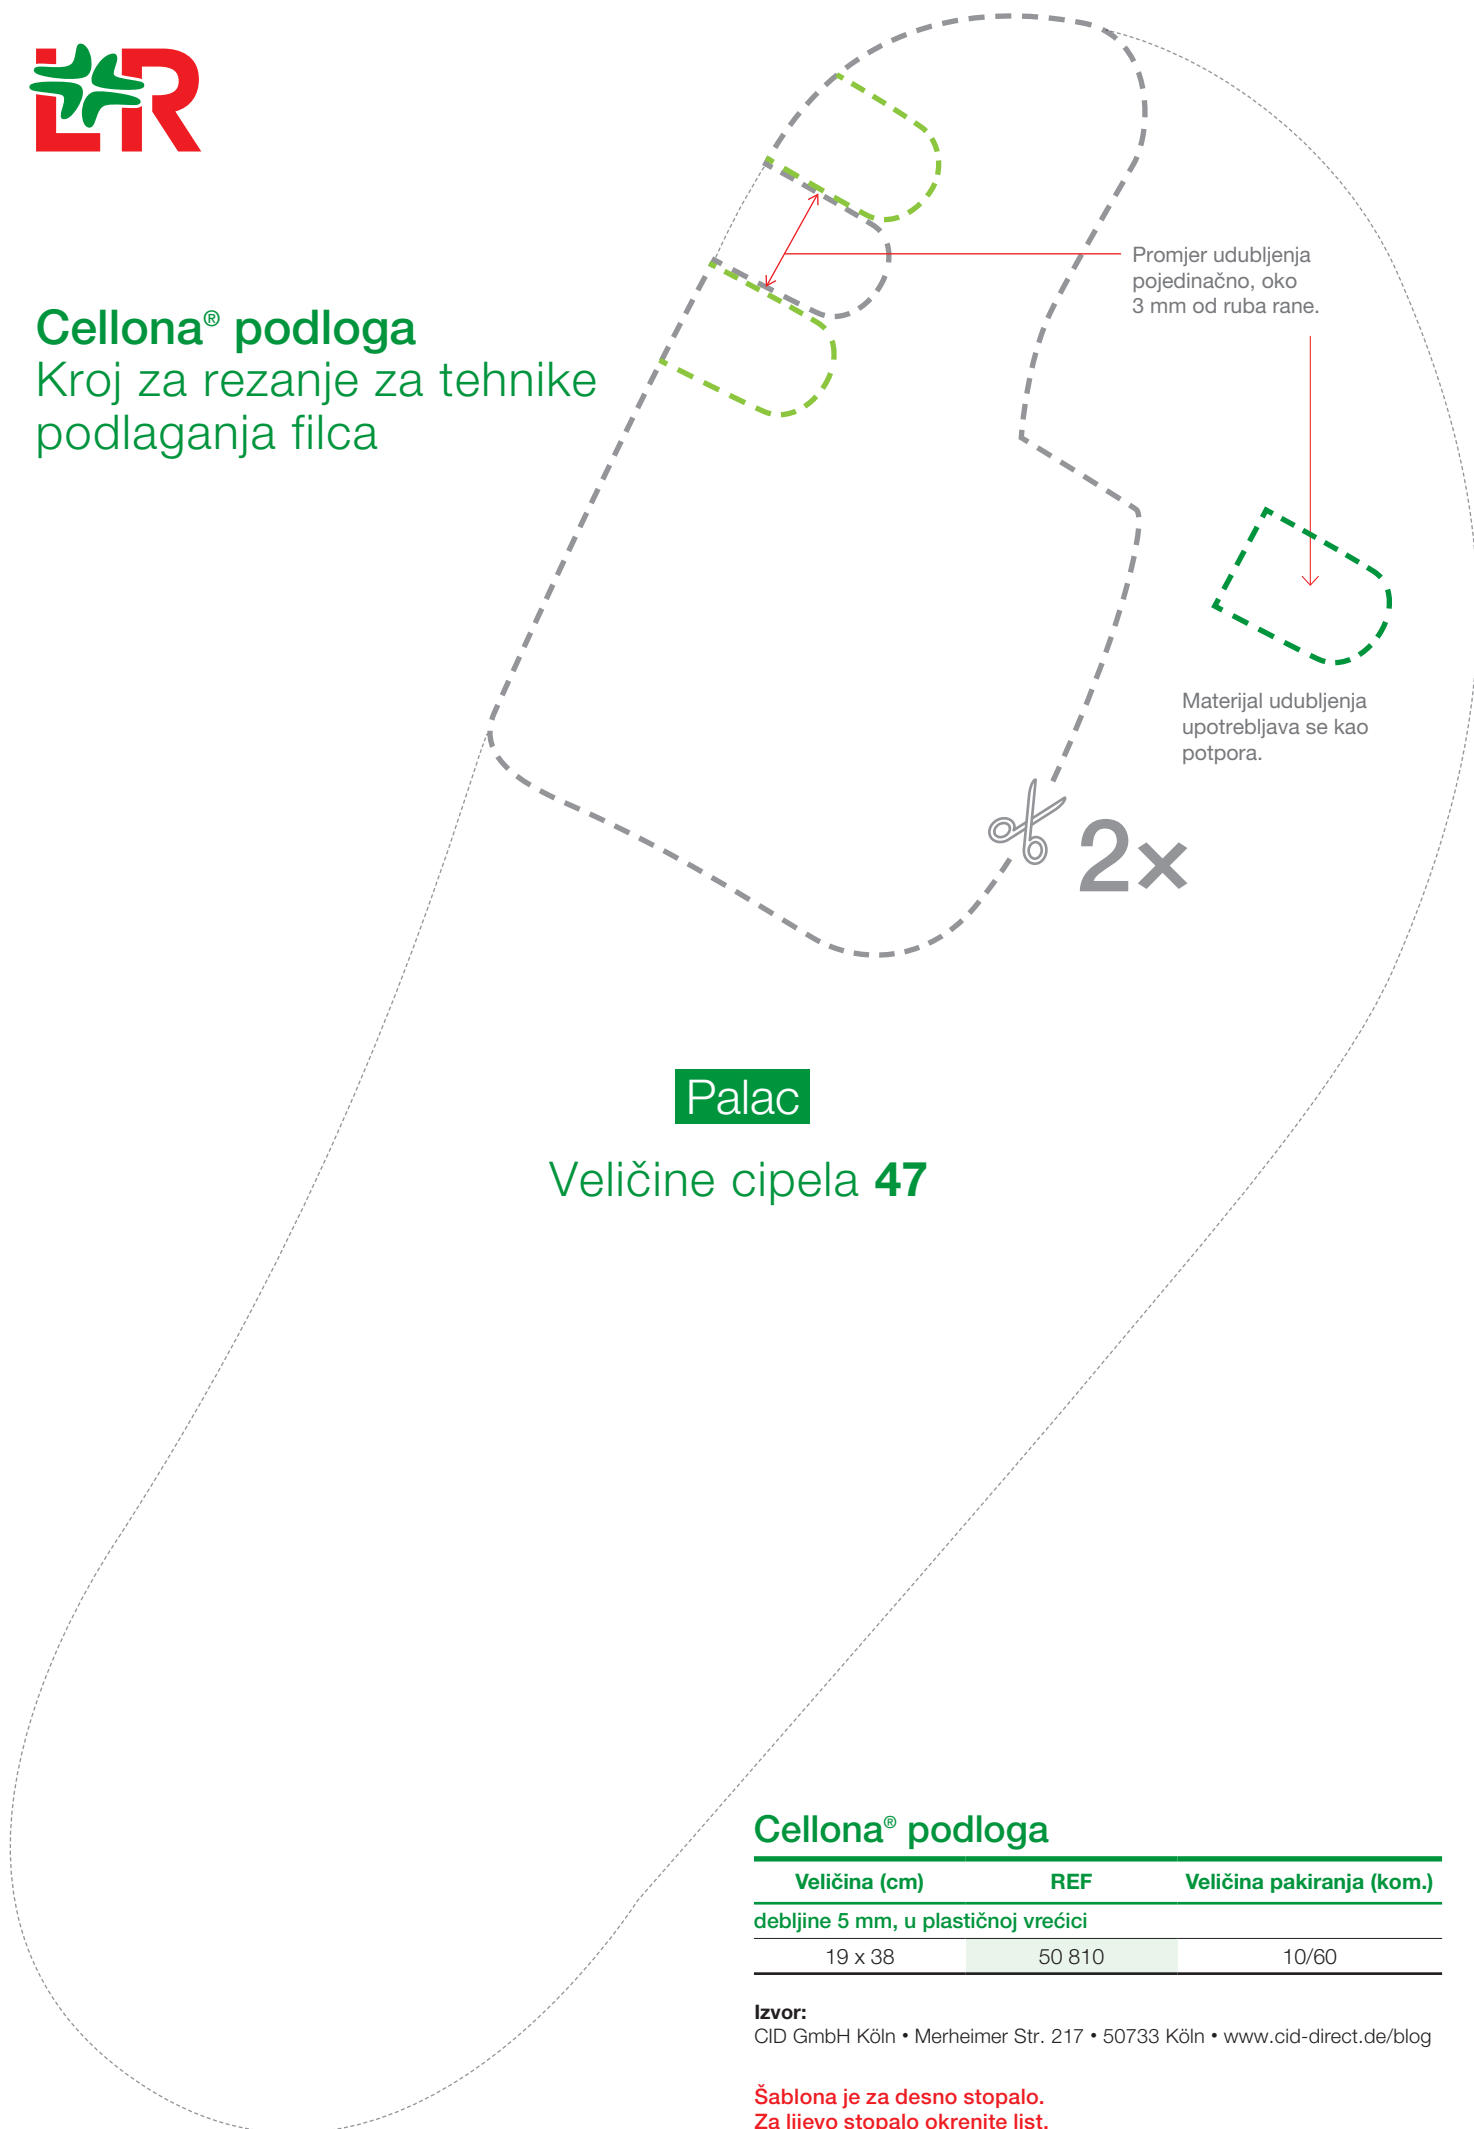 L&R
Cellona® podloga
Kroj za rezanje za tehnike
podlaganja filca
Promjer udubljenja
pojedinačno, oko
3 mm od ruba rane.
Materijal udubljenja
upotrebljava se kao
potpora.
2×
Palac
Veličine cipela 47
Cellona® podloga
Veličina (cm) REF Veličina pakiranja (kom.)
debljine 5 mm, u plastičnoj vrećici
19 x 38 50 810 10/60
Izvor:
CID GmbH Köln • Merheimer Str. 217 • 50733 Köln • www.cid-direct.de/blog
Šablona je za desno stopalo.
Za lijevo stopalo okrenite list.